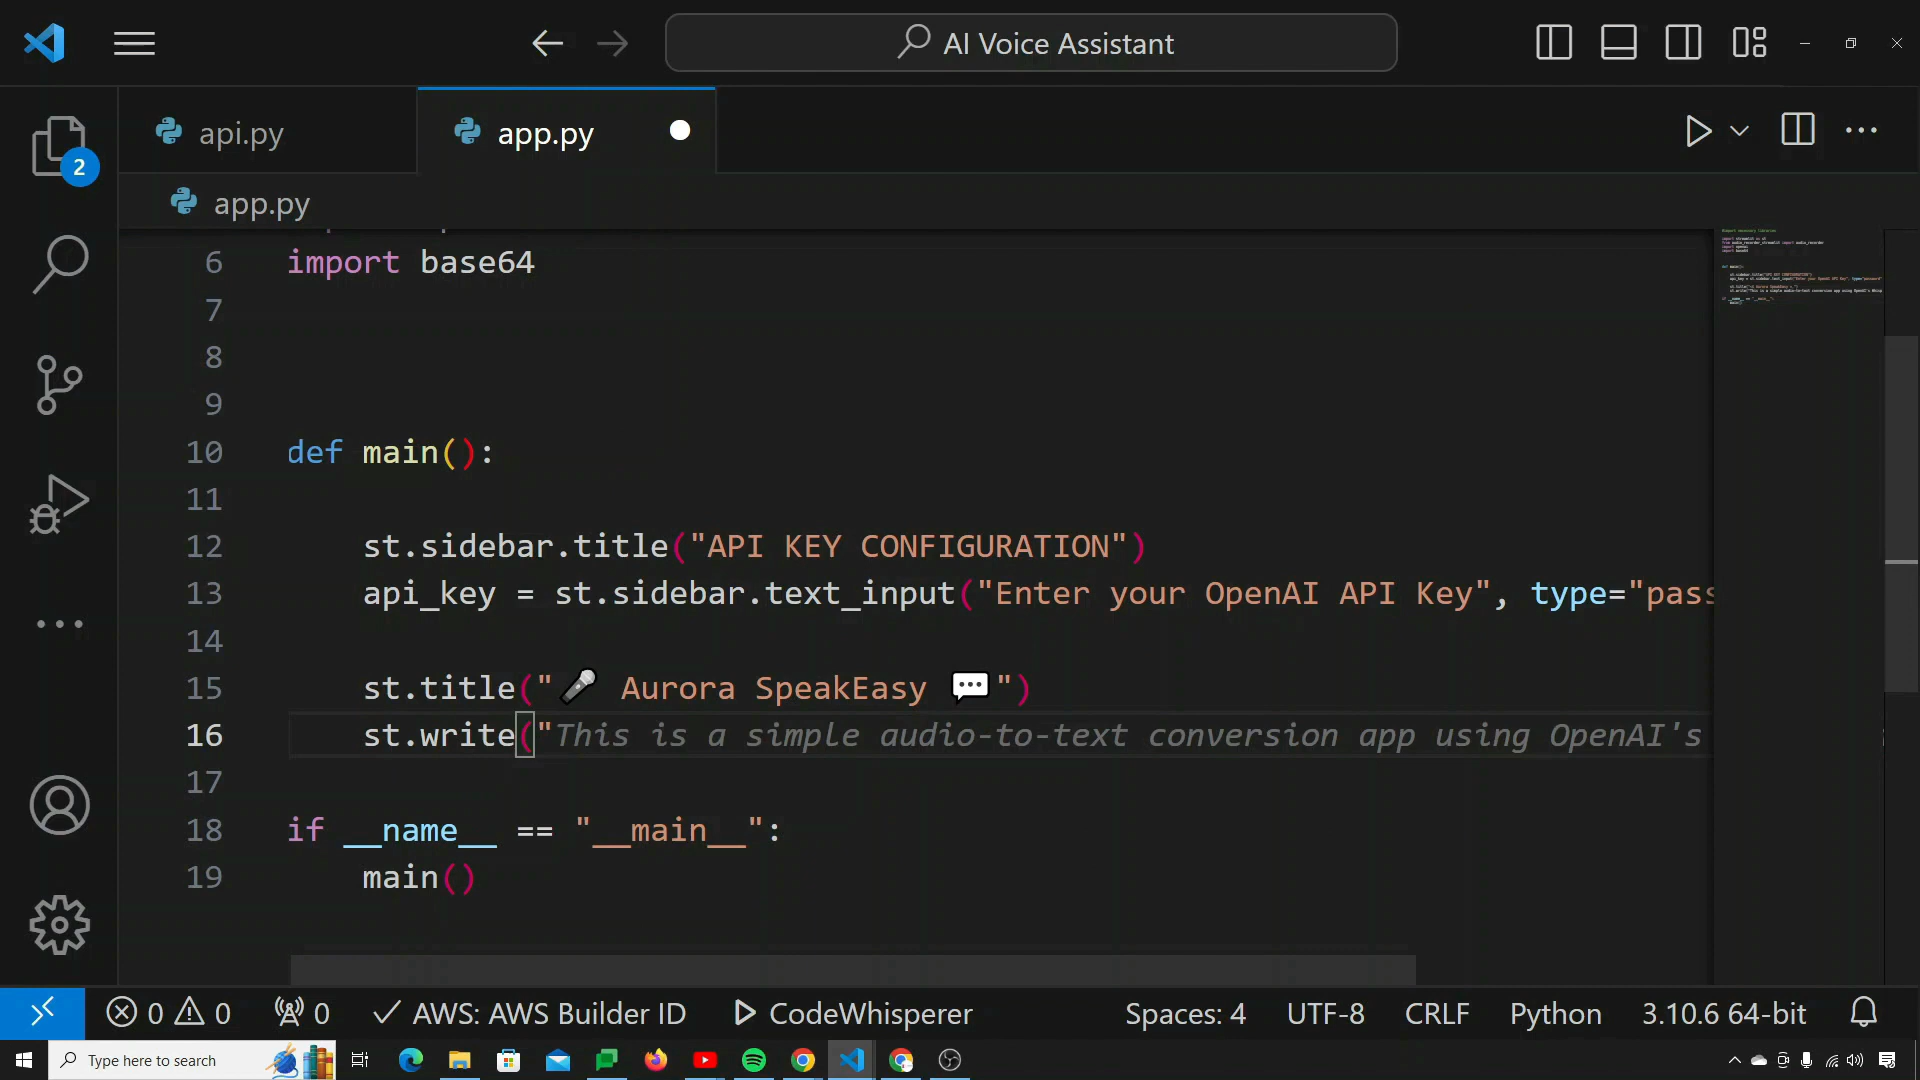 AI Voice Assistant
api.py
app.py
2
app.py
6 import base64
7
8
9
10 def main():
11
12 st.sidebar.title("API KEY CONFIGURATION")
13 api_key = st.sidebar.text_input("Enter your OpenAI API Key", type="pass
14
15 st.title("🎤 Aurora SpeakEasy 💬")
16 st.write("This is a simple audio-to-text conversion app using OpenAI's
17
18 if __name__ == "__main__":
19 main()
0 0 0 AWS: AWS Builder ID CodeWhisperer Spaces: 4 UTF-8 CRLF Python 3.10.6 64-bit
Type here to search